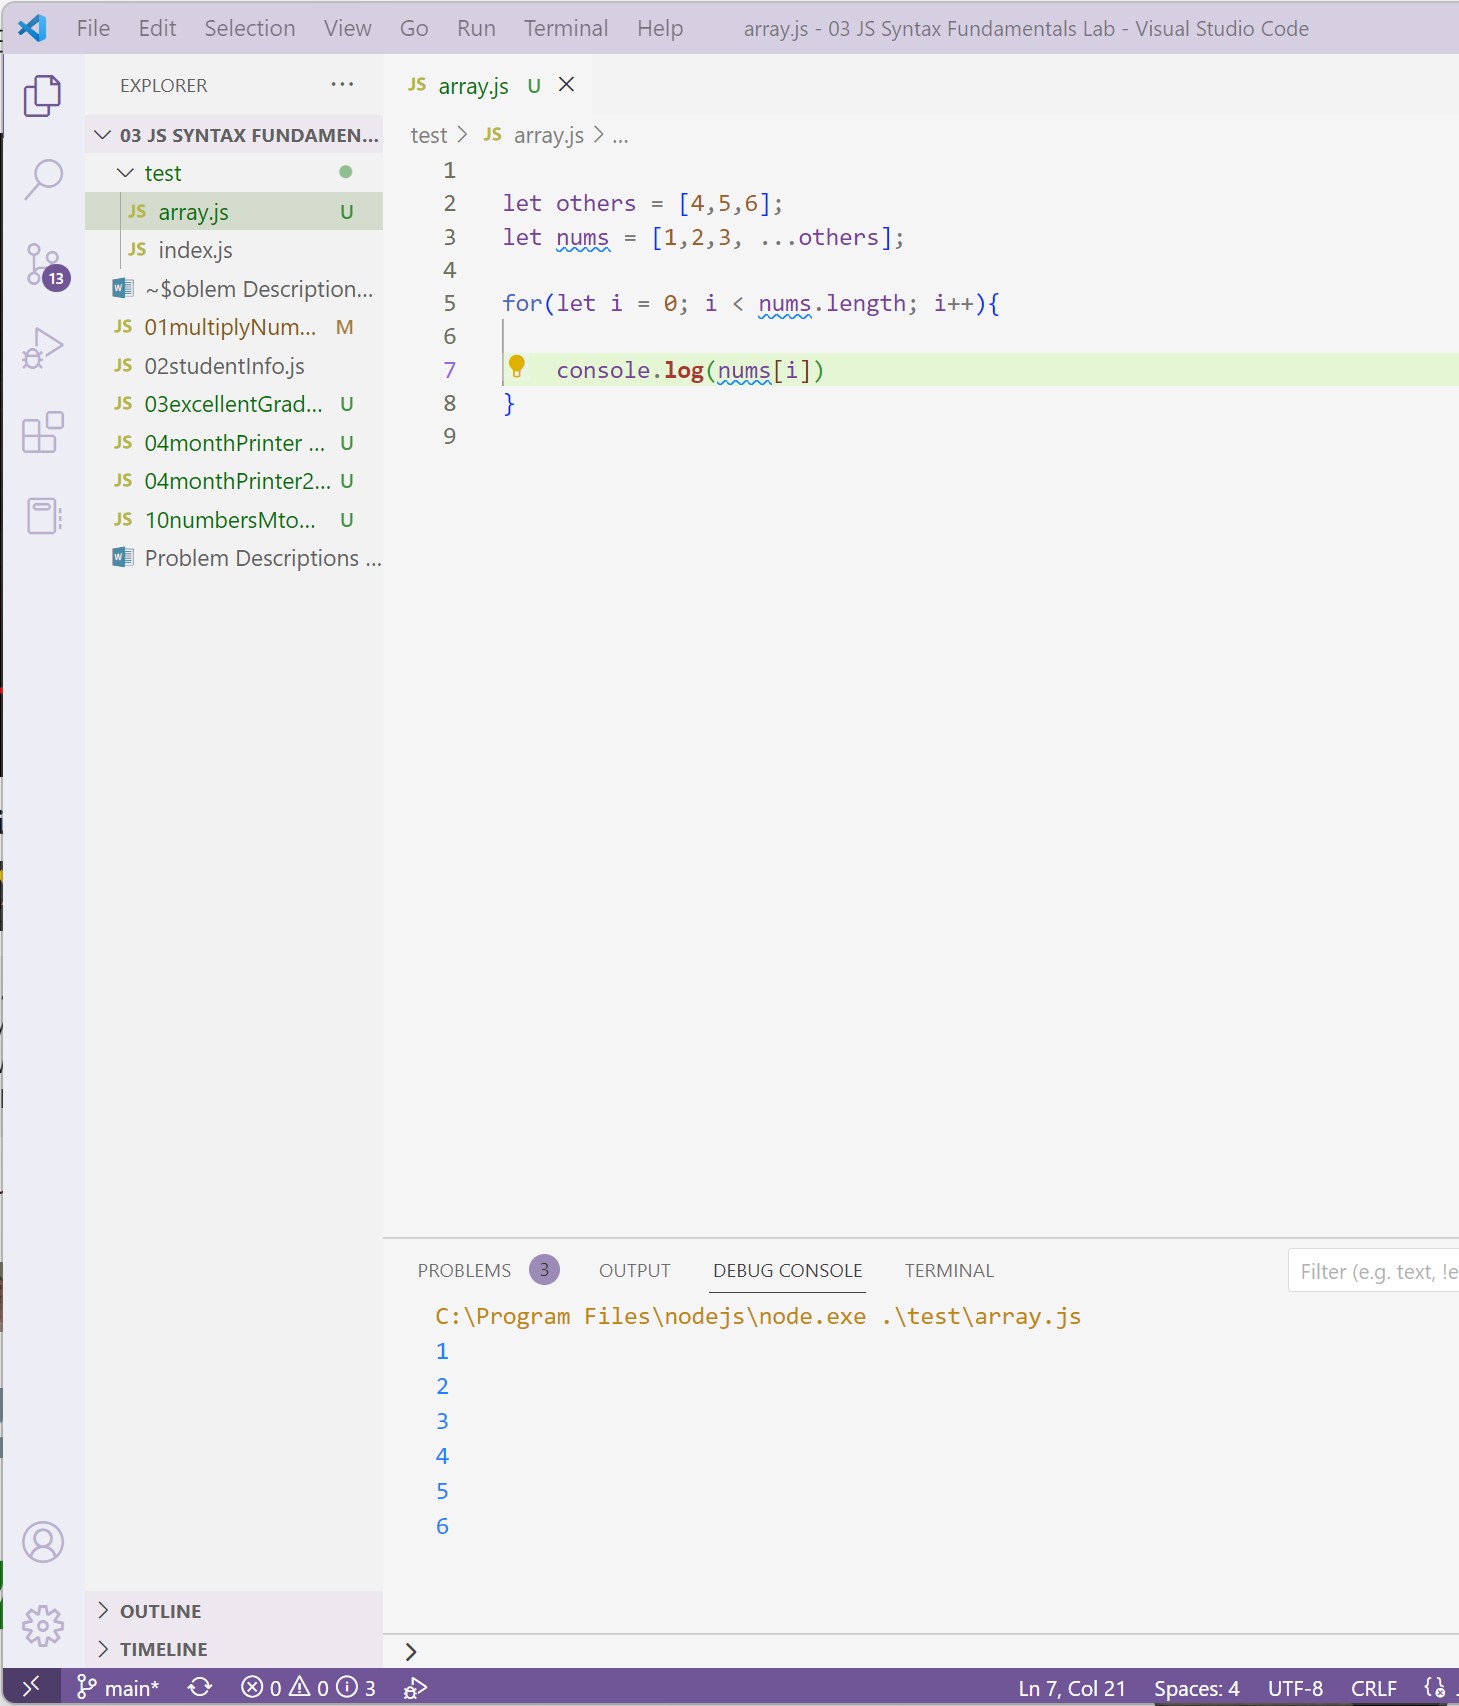 File Edit Selection View Go Run Terminal Help array.js - 03 JS Syntax Fundamentals Lab - Visual Studio Code
EXPLORER ...
03 JS SYNTAX FUNDAMEN...
test
JS array.js U
JS index.js
~$oblem Description...
JS 01multiplyNum... M
JS 02studentInfo.js
JS 03excellentGrad... U
JS 04monthPrinter ... U
JS 04monthPrinter2... U
JS 10numbersMto... U
Problem Descriptions ...
13
OUTLINE
TIMELINE
JS array.js U
test > JS array.js > ...
1
2 let others = [4,5,6];
3 let nums = [1,2,3, ...others];
4
5 for(let i = 0; i < nums.length; i++){
6
7 console.log(nums[i])
8 }
9
PROBLEMS 3 OUTPUT DEBUG CONSOLE TERMINAL Filter (e.g. text, !e
C:\Program Files\nodejs\node.exe .\test\array.js
1
2
3
4
5
6
main* 0 0 3 Ln 7, Col 21 Spaces: 4 UTF-8 CRLF